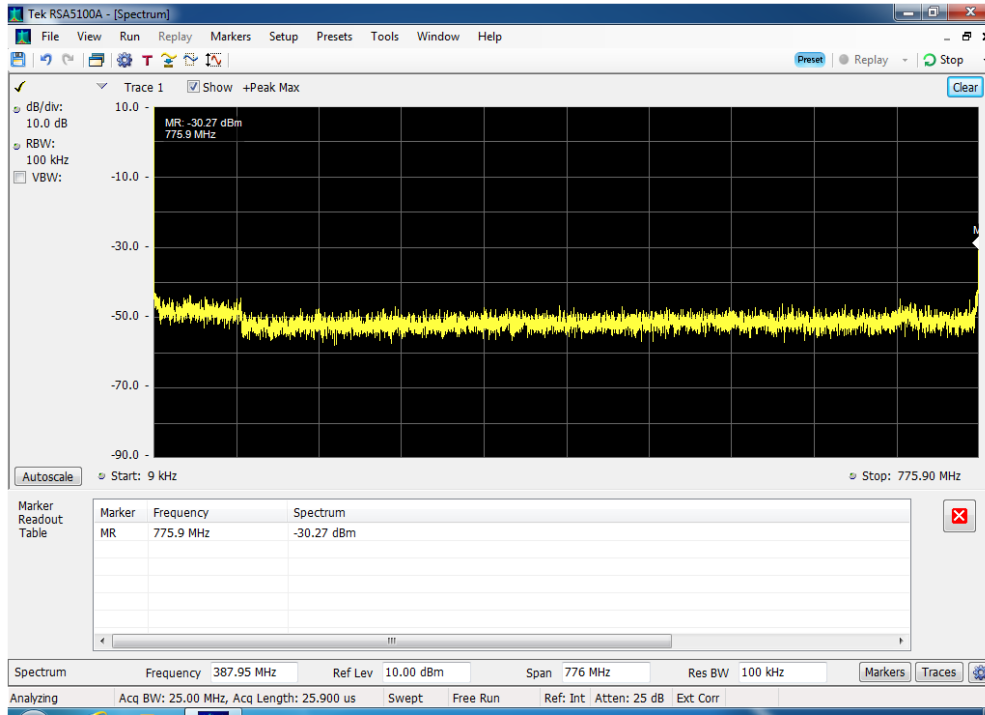 Tek RSA5100A - [Spectrum]
File View Run Replay Markers Setup Presets Tools Window Help
T Preset Replay Stop
Trace 1 Show +Peak Max Clear
dB/div:
10.0 dB
RBW:
100 kHz
VBW:
10.0
MR: -30.27 dBm
775.9 MHz
-10.0
-30.0
M
-50.0
-70.0
-90.0
Autoscale Start: 9 kHz Stop: 775.90 MHz
Marker
Readout
Table
Marker Frequency Spectrum
MR 775.9 MHz -30.27 dBm
Spectrum Frequency 387.95 MHz Ref Lev 10.00 dBm Span 776 MHz Res BW 100 kHz Markers Traces
Analyzing Acq BW: 25.00 MHz, Acq Length: 25.900 us Swept Free Run Ref: Int Atten: 25 dB Ext Corr